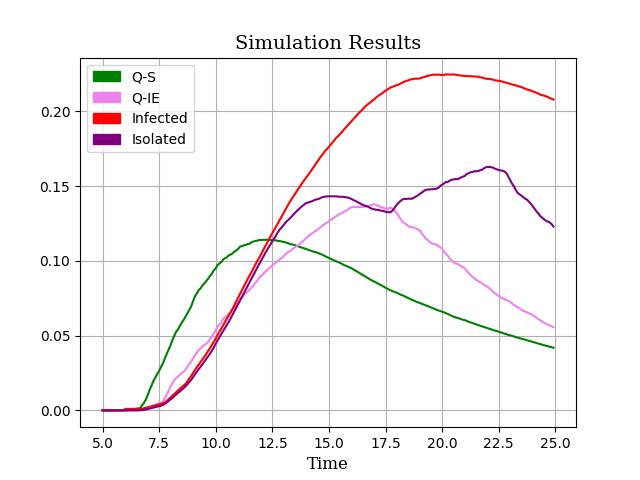 Simulation Results
Q-S
Q-IE
Infected
Isolated
0.20
0.15
0.10
0.05
0.00
5.0 7.5 10.0 12.5 15.0 17.5 20.0 22.5 25.0
Time